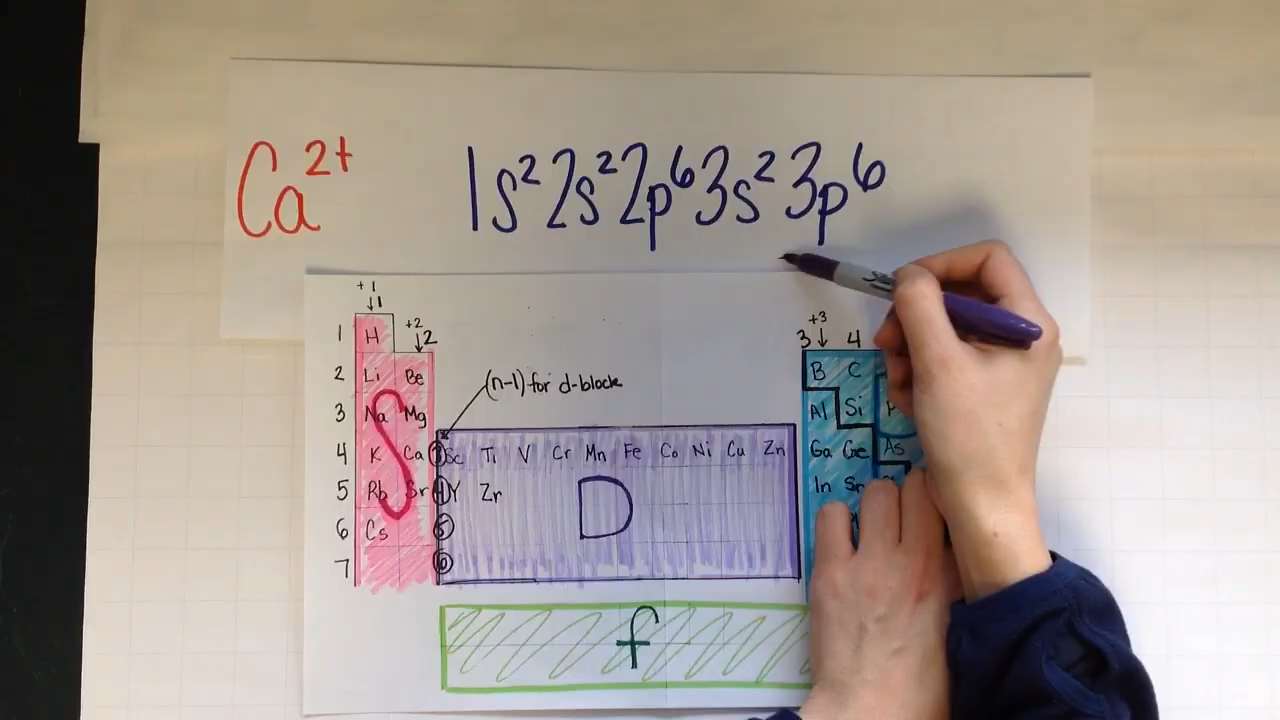 Ca²⁺ 1s² 2s² 2p⁶ 3s² 3p⁶
+1
↓1
+2 ↓2
+3
3 ↓ 4
1 H
2 Li Be B C
(n-1) for d-block
3 Na Mg Al Si P
4 K Ca 3 Sc Ti V Cr Mn Fe Co Ni Cu Zn Ga Ge As
5 Rb Sr 4 Y Zr In
S D
6 Cs 5
7 6
f